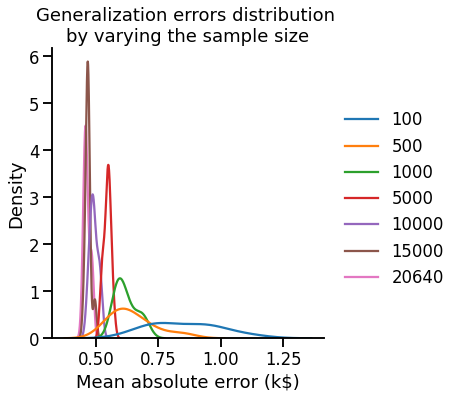 Generalization errors distribution
by varying the sample size
6
5
4
3
2
1
0
Density
0.50 0.75 1.00 1.25
Mean absolute error (k$)
100
500
1000
5000
10000
15000
20640